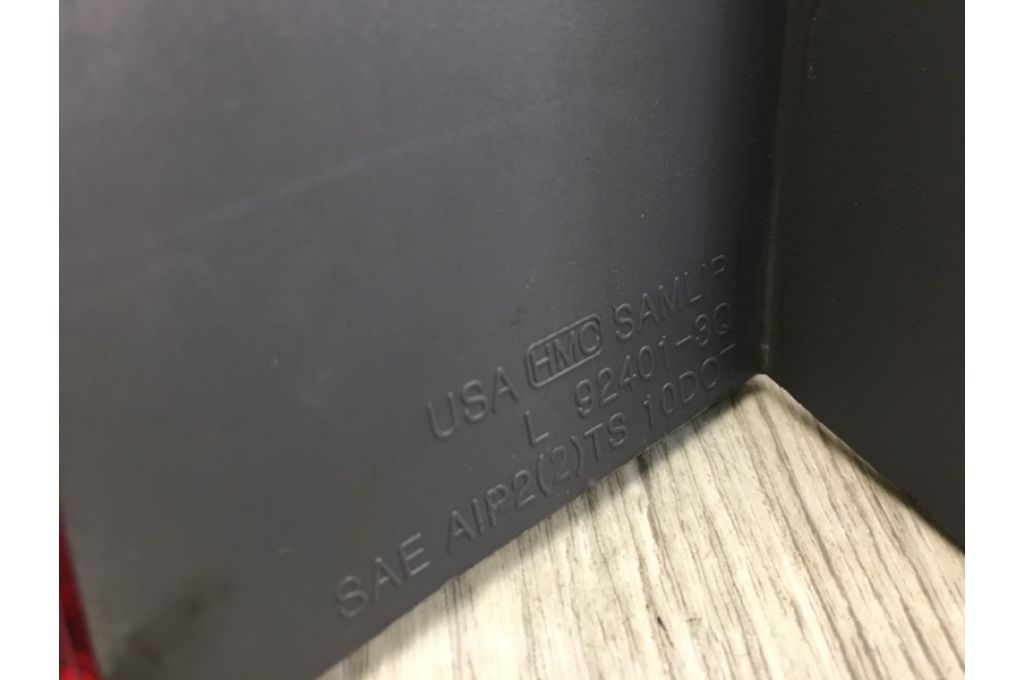 USA HMC SAMLIP
L 92401-3Q
SAE AIP2(2)TS 10DOT